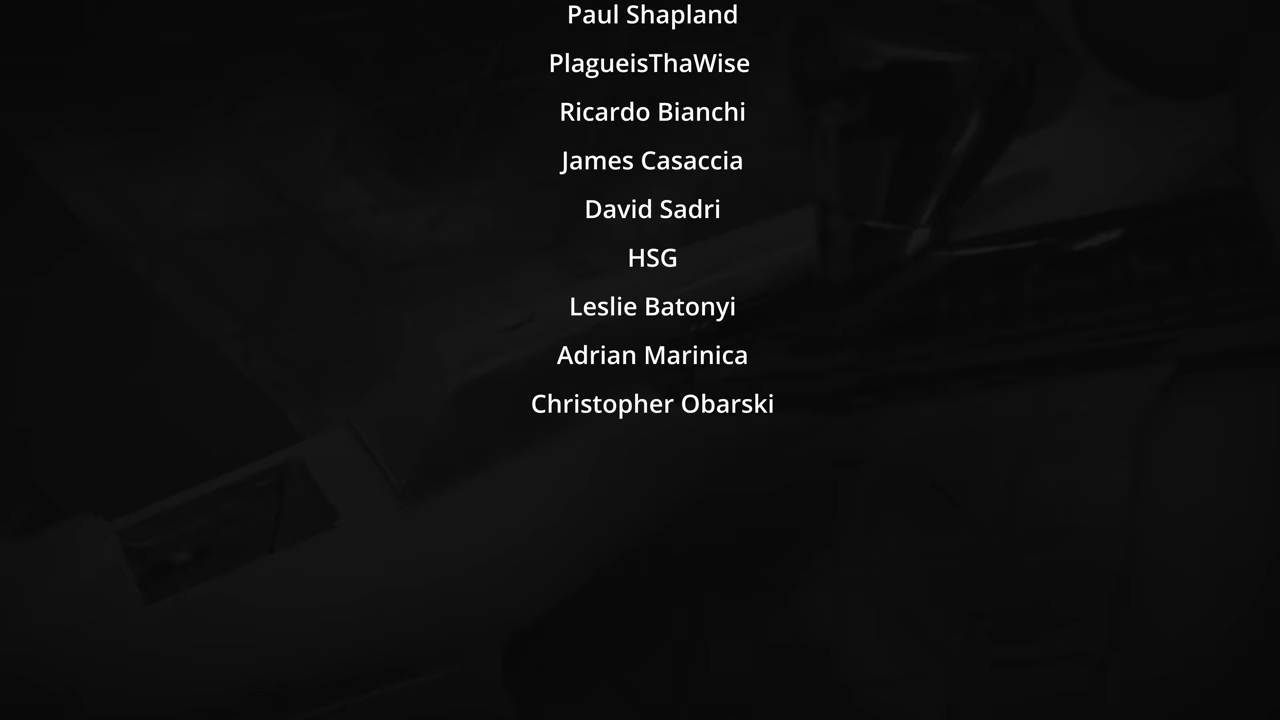 Paul Shapland
PlagueisThaWise
Ricardo Bianchi
James Casaccia
David Sadri
HSG
Leslie Batonyi
Adrian Marinica
Christopher Obarski